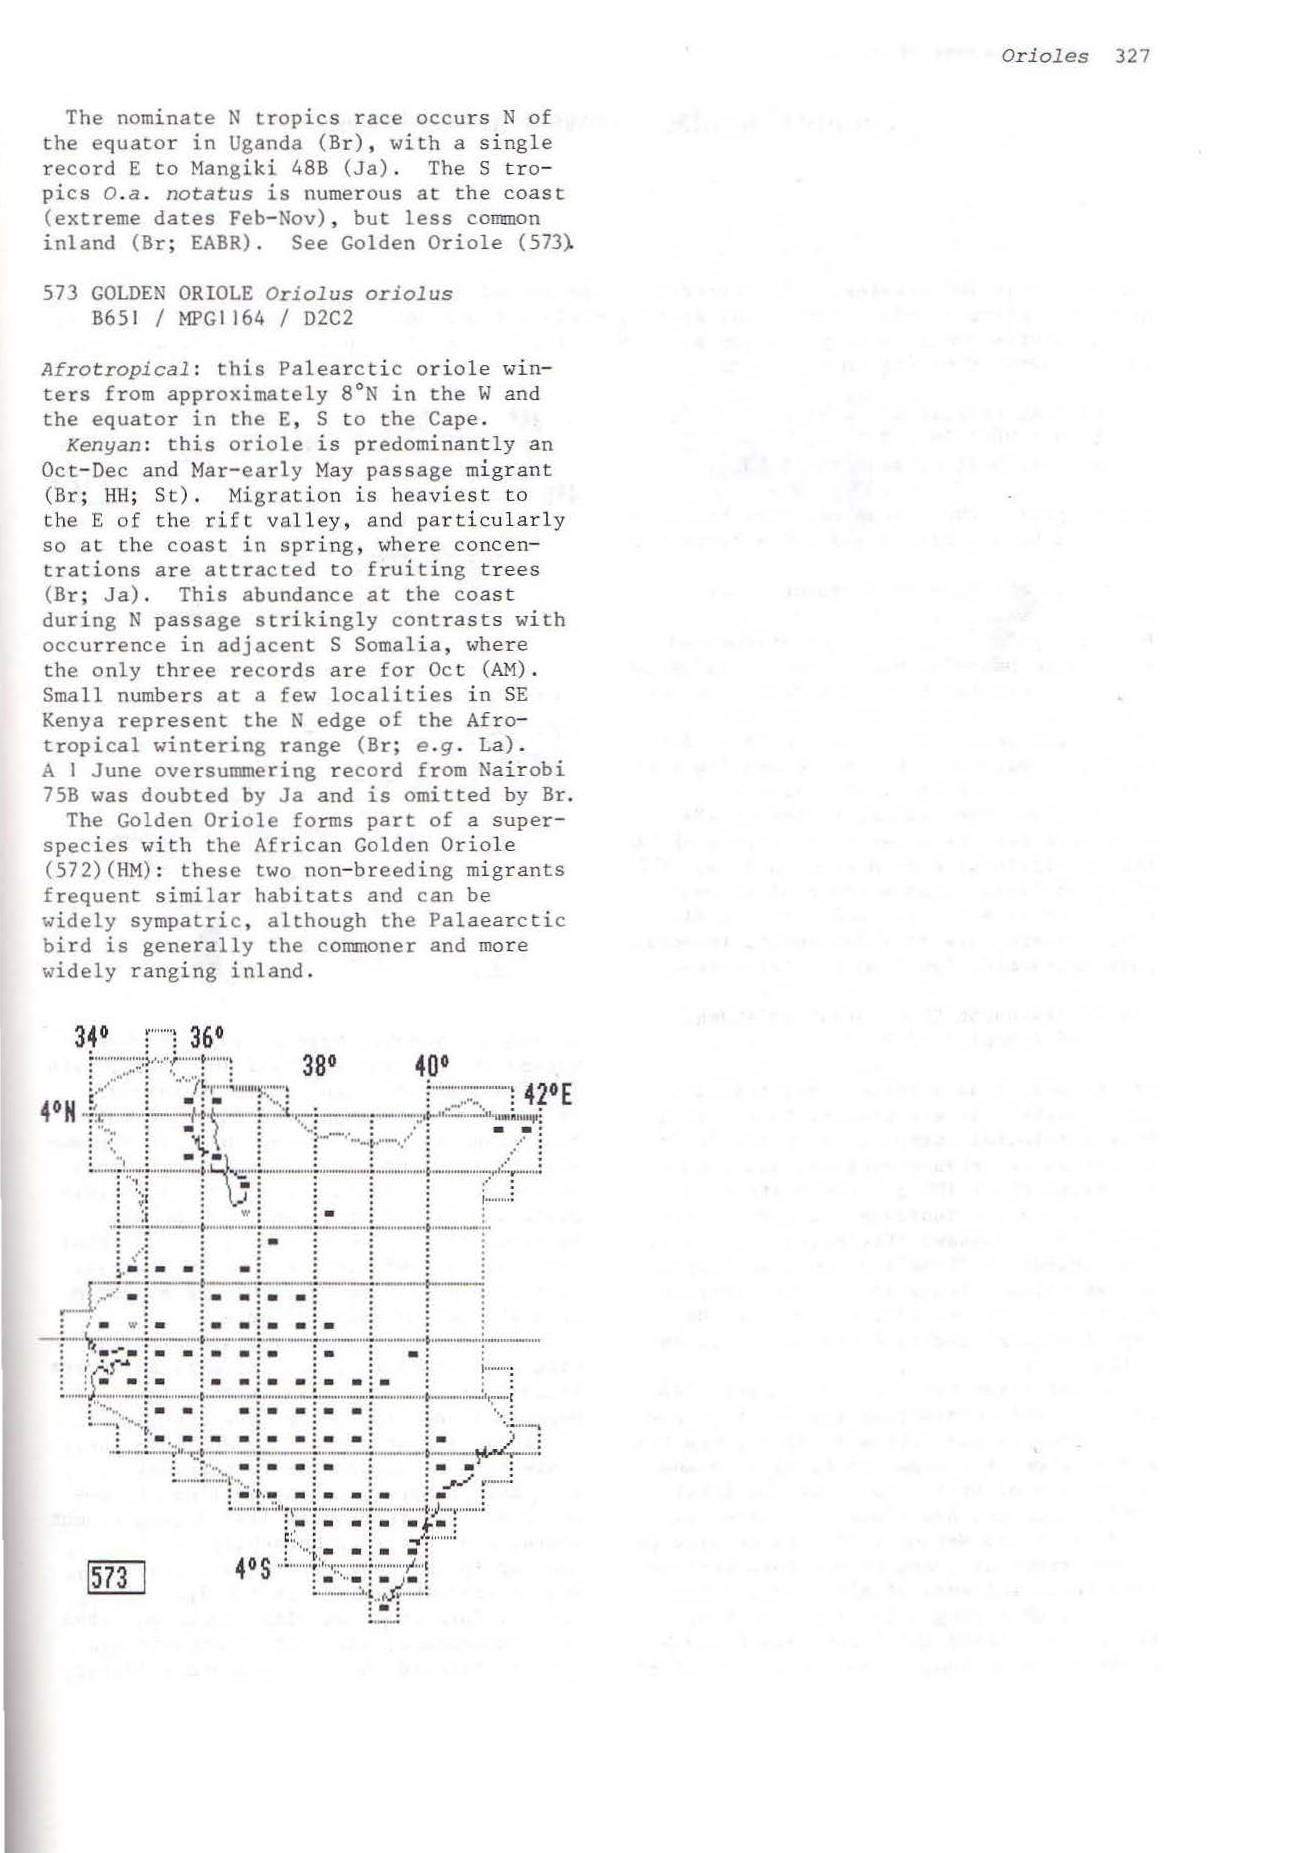 Orioles 327
The nominate N tropics race occurs N of
the equator in Uganda (Br), with a single
record E to Mangiki 48B (Ja). The S tro-
pics O.a. notatus is numerous at the coast
(extreme dates Feb-Nov), but less common
inland (Br; EABR). See Golden Oriole (573).
573 GOLDEN ORIOLE Oriolus oriolus
B651 / MPG1164 / D2C2
Afrotropical: this Palearctic oriole win-
ters from approximately 8°N in the W and
the equator in the E, S to the Cape.
Kenyan: this oriole is predominantly an
Oct-Dec and Mar-early May passage migrant
(Br; HH; St). Migration is heaviest to
the E of the rift valley, and particularly
so at the coast in spring, where concen-
trations are attracted to fruiting trees
(Br; Ja). This abundance at the coast
during N passage strikingly contrasts with
occurrence in adjacent S Somalia, where
the only three records are for Oct (AM).
Small numbers at a few localities in SE
Kenya represent the N edge of the Afro-
tropical wintering range (Br; e.g. La).
A 1 June oversummering record from Nairobi
75B was doubted by Ja and is omitted by Br.
The Golden Oriole forms part of a super-
species with the African Golden Oriole
(572)(HM): these two non-breeding migrants
frequent similar habitats and can be
widely sympatric, although the Palaearctic
bird is generally the commoner and more
widely ranging inland.
34° 36°
38° 40°
42°E
4°N
4°S
573